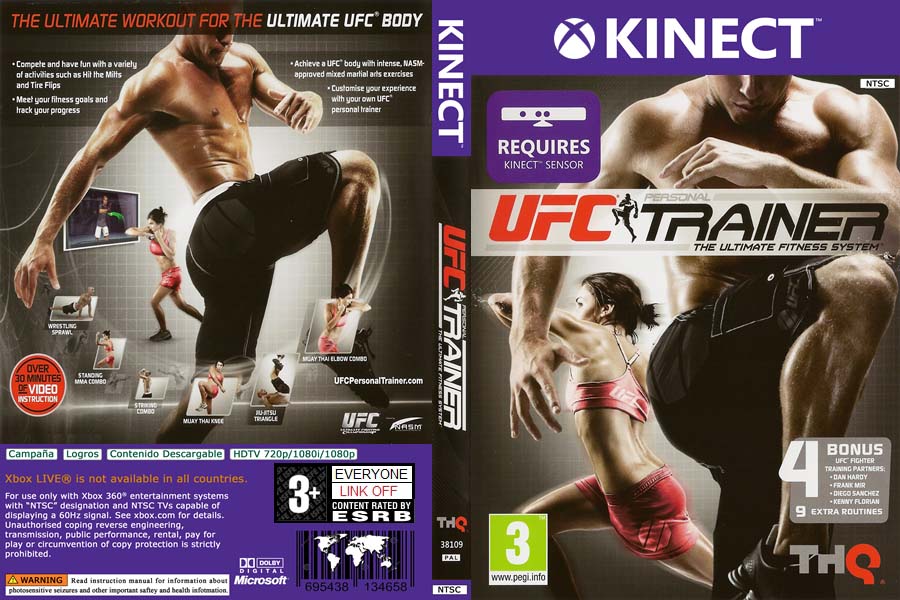 THE ULTIMATE WORKOUT FOR THE ULTIMATE UFC® BODY
• Compete and have fun with a variety
of activities such as Hit the Mitts
and Tire Flips
• Meet your fitness goals and
track your progress
• Achieve a UFC® body with intense, NASM-
approved mixed martial arts exercises
• Customise your experience
with your own UFC®
personal trainer
WRESTLING
SPRAWL
STANDING
MMA COMBO
STRIKING
COMBO
MUAY THAI KNEE
JIU-JITSU
TRIANGLE
MUAY THAI ELBOW COMBO
OVER
30 MINUTES
OF VIDEO
INSTRUCTION
UFCPersonalTrainer.com
UFC
NASM
Campaña
Logros
Contenido Descargable
HDTV 720p/1080i/1080p
Xbox LIVE® is not available in all countries.
For use only with Xbox 360® entertainment systems
with "NTSC" designation and NTSC TVs capable of
displaying a 60Hz signal. See xbox.com for details.
Unauthorised coping reverse engineering,
transmission, public performance, rental, pay for
play or circumvention of copy protection is strictly
prohibited.
3+
EVERYONE
LINK OFF
CONTENT RATED BY
ESRB
WARNING
Read instruction manual for information about
photosensitive seizures and other important saftey and health infotmation.
DOLBY
DIGITAL
Microsoft®
695438 134658
KINECT™
UFC PERSONAL TRAINER
THE ULTIMATE FITNESS SYSTEM™
THQ
38109
PAL
NTSC
KINECT™
NTSC
REQUIRES
KINECT™ SENSOR
PERSONAL
UFC TRAINER
THE ULTIMATE FITNESS SYSTEM™
4 BONUS
UFC® FIGHTER
TRAINING PARTNERS:
• DAN HARDY
• FRANK MIR
• DIEGO SANCHEZ
• KENNY FLORIAN
9 EXTRA ROUTINES
3
www.pegi.info
THQ®